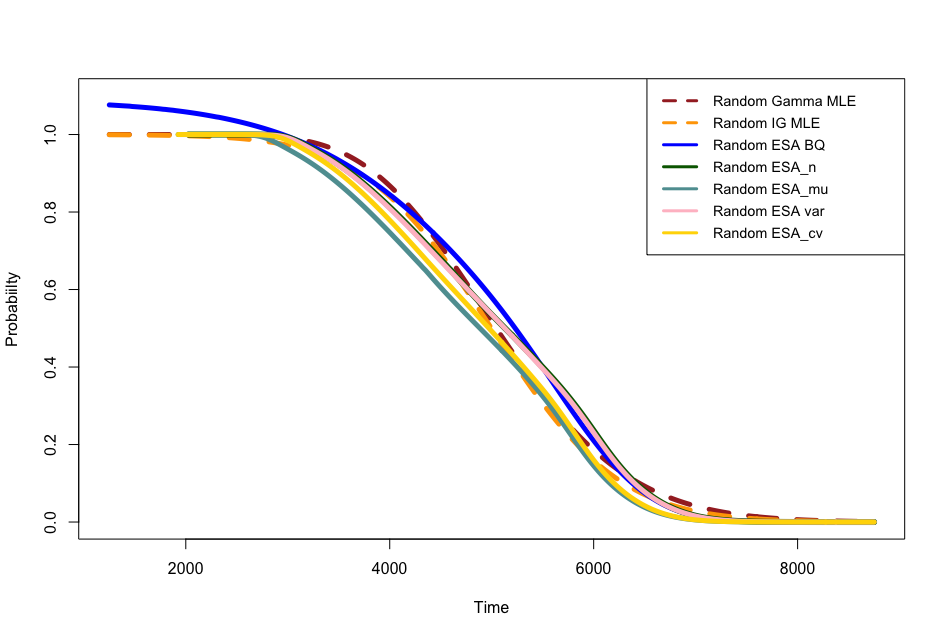 Random Gamma MLE
Random IG MLE
Random ESA BQ
Random ESA_n
Random ESA_mu
Random ESA var
Random ESA_cv
Probability
1.0
0.8
0.6
0.4
0.2
0.0
2000 4000 6000 8000
Time